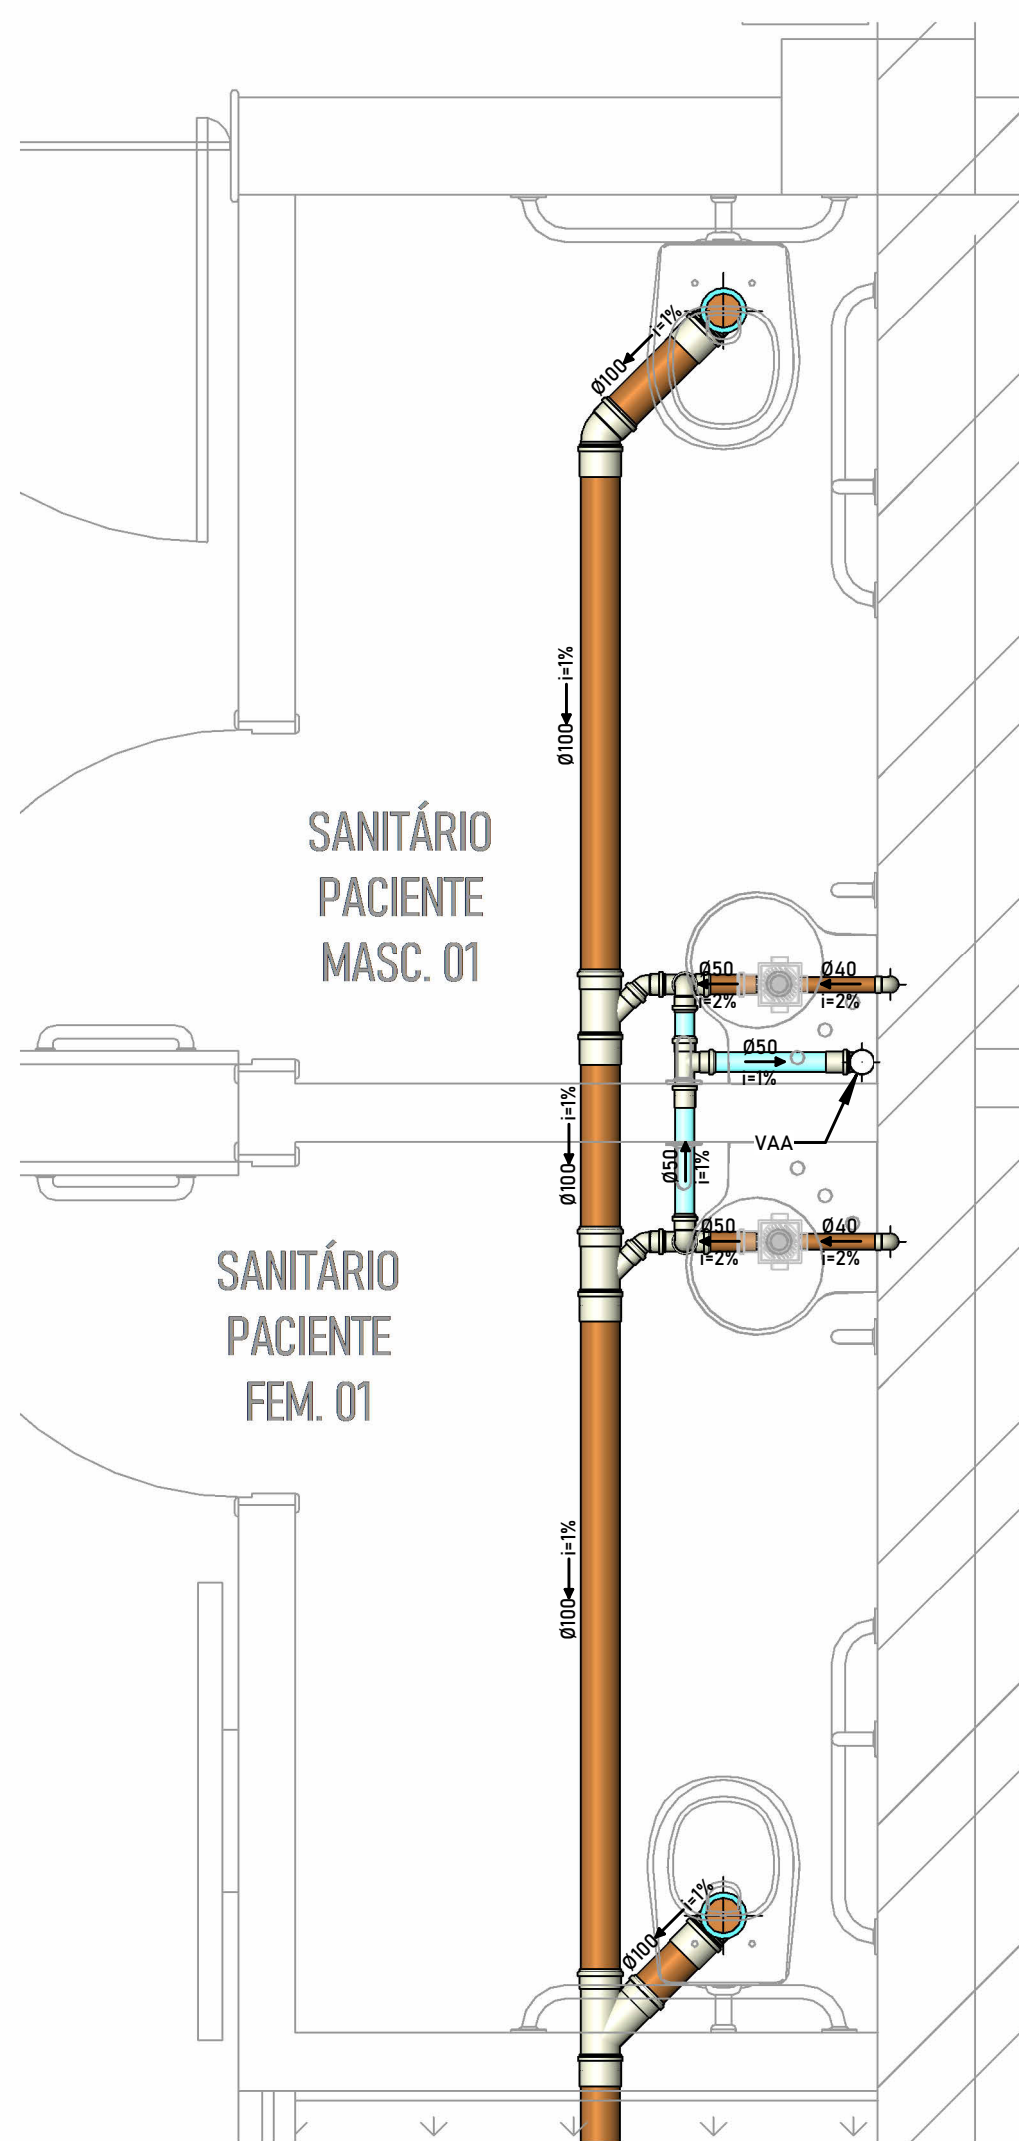 i=1%
Ø100
i=1%
Ø100
SANITÁRIO
PACIENTE
MASC. 01
Ø50
i=2%
Ø40
i=2%
Ø50
i=1%
i=1%
Ø100
VAA
Ø50
i=1%
Ø50
i=2%
Ø40
i=2%
SANITÁRIO
PACIENTE
FEM. 01
i=1%
Ø100
i=1%
Ø100